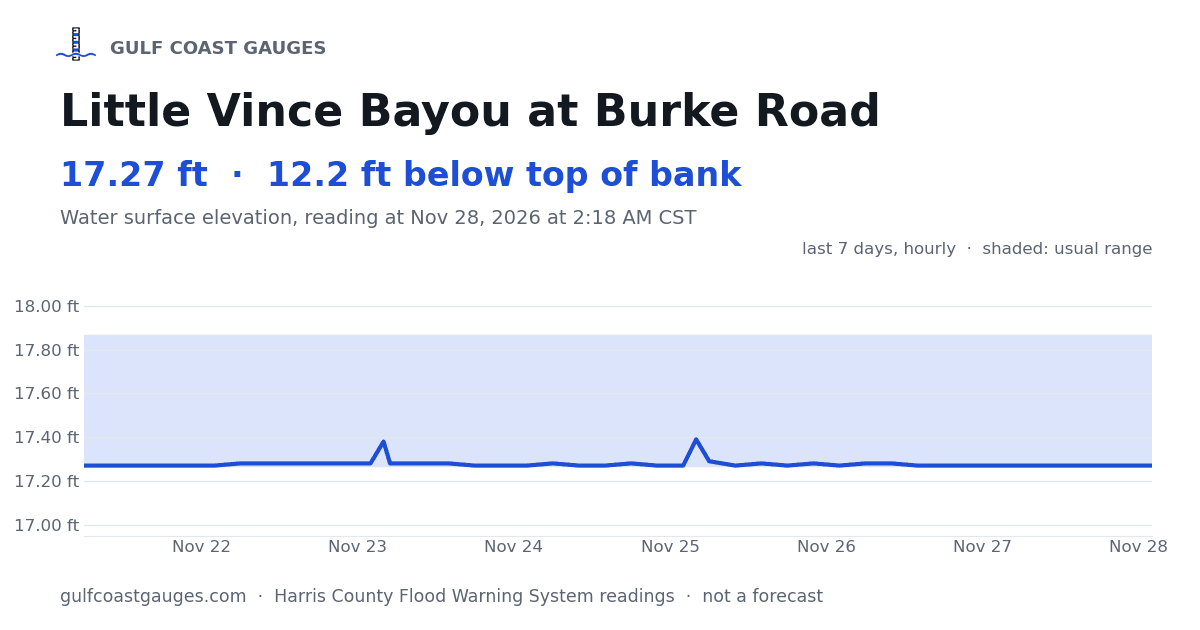 GULF COAST GAUGES
Little Vince Bayou at Burke Road
17.27 ft · 12.2 ft below top of bank
Water surface elevation, reading at Nov 28, 2026 at 2:18 AM CST
last 7 days, hourly · shaded: usual range
18.00 ft
17.80 ft
17.60 ft
17.40 ft
17.20 ft
17.00 ft
Nov 22 Nov 23 Nov 24 Nov 25 Nov 26 Nov 27 Nov 28
gulfcoastgauges.com · Harris County Flood Warning System readings · not a forecast